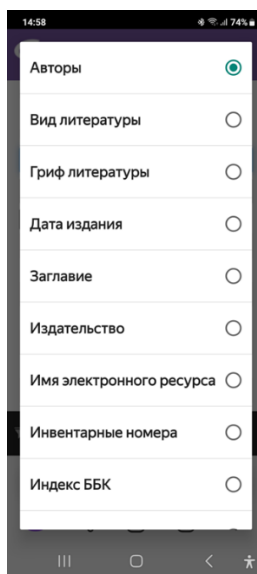 14:58
74%
Авторы
Вид литературы
Гриф литературы
Дата издания
Заглавие
Издательство
Имя электронного ресурса
Инвентарные номера
Индекс ББК